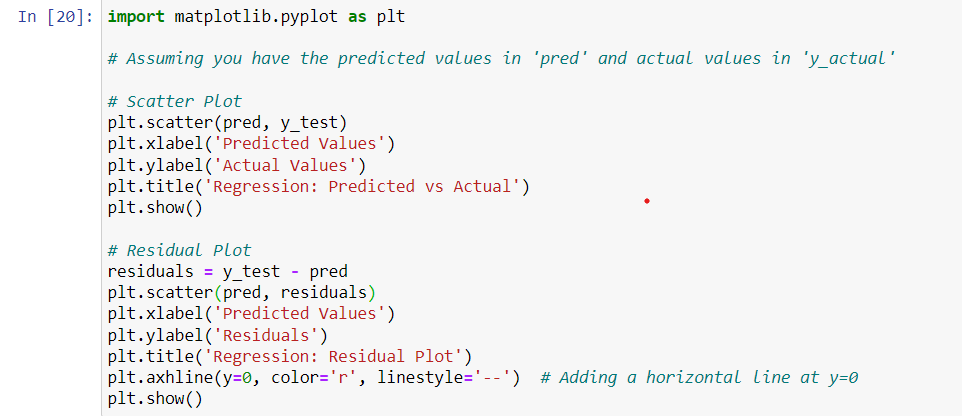 In [20]: import matplotlib.pyplot as plt
# Assuming you have the predicted values in 'pred' and actual values in 'y_actual'
# Scatter Plot
plt.scatter(pred, y_test)
plt.xlabel('Predicted Values')
plt.ylabel('Actual Values')
plt.title('Regression: Predicted vs Actual')
plt.show()
# Residual Plot
residuals = y_test - pred
plt.scatter(pred, residuals)
plt.xlabel('Predicted Values')
plt.ylabel('Residuals')
plt.title('Regression: Residual Plot')
plt.axhline(y=0, color='r', linestyle='--')  # Adding a horizontal line at y=0
plt.show()